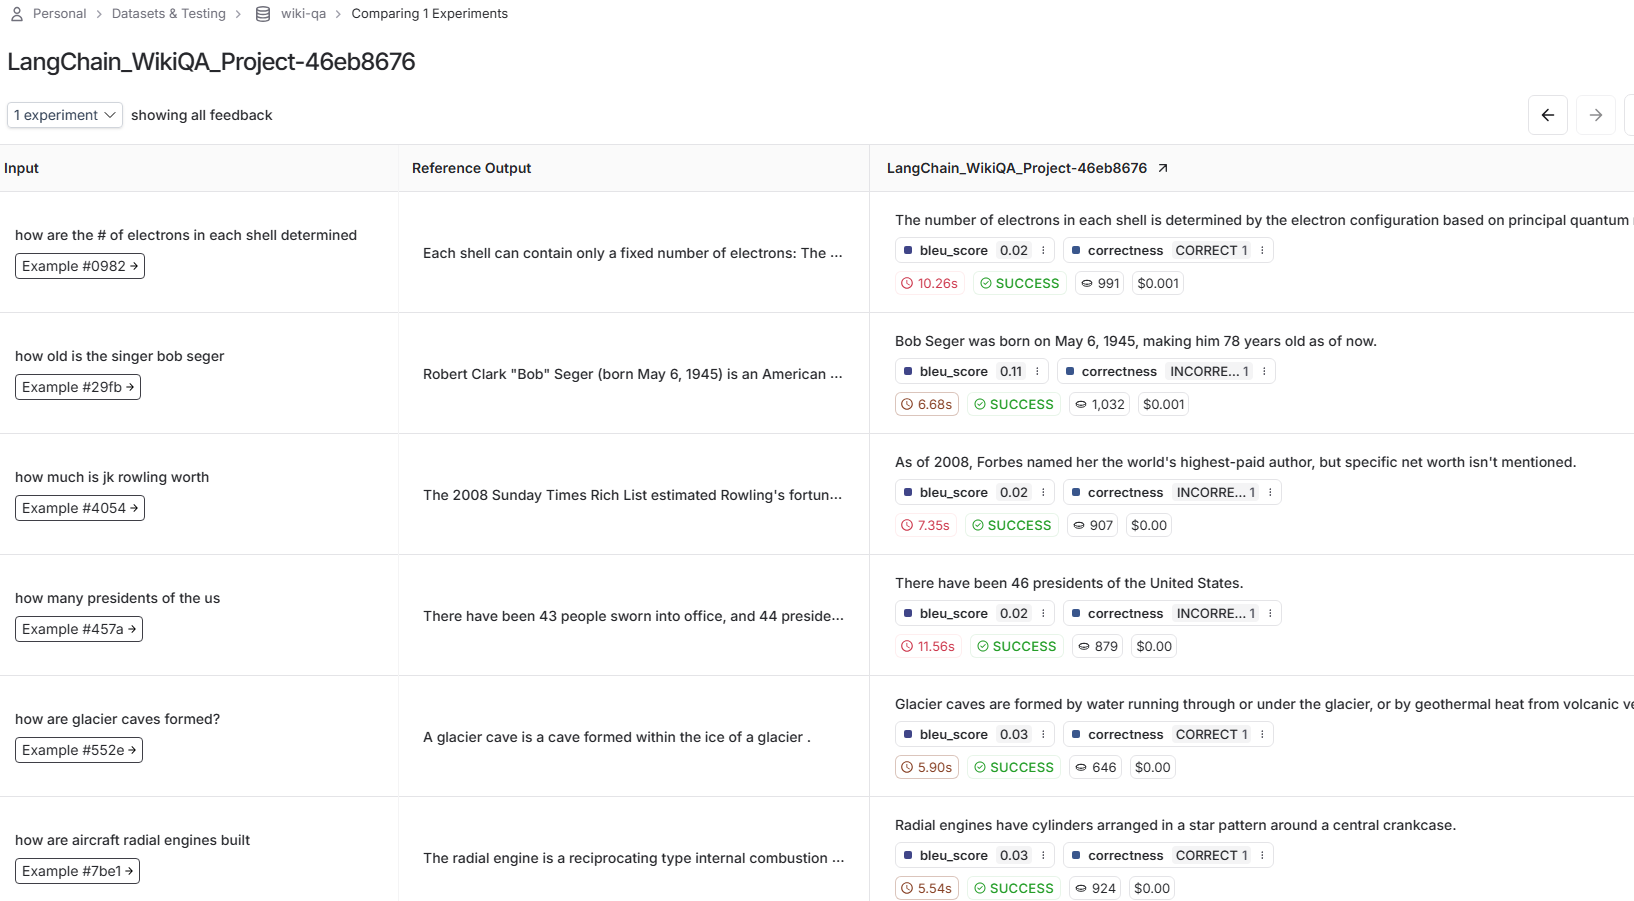 Personal > Datasets & Testing > wiki-qa > Comparing 1 Experiments
LangChain_WikiQA_Project-46eb8676
1 experiment showing all feedback
Input Reference Output LangChain_WikiQA_Project-46eb8676
how are the # of electrons in each shell determined
Example #0982
Each shell can contain only a fixed number of electrons: The ...
The number of electrons in each shell is determined by the electron configuration based on principal quantum
bleu_score 0.02 correctness CORRECT 1
10.26s SUCCESS 991 $0.001
how old is the singer bob seger
Example #29fb
Robert Clark "Bob" Seger (born May 6, 1945) is an American ...
Bob Seger was born on May 6, 1945, making him 78 years old as of now.
bleu_score 0.11 correctness INCORRE... 1
6.68s SUCCESS 1,032 $0.001
how much is jk rowling worth
Example #4054
The 2008 Sunday Times Rich List estimated Rowling's fortun...
As of 2008, Forbes named her the world's highest-paid author, but specific net worth isn't mentioned.
bleu_score 0.02 correctness INCORRE... 1
7.35s SUCCESS 907 $0.00
how many presidents of the us
Example #457a
There have been 43 people sworn into office, and 44 preside...
There have been 46 presidents of the United States.
bleu_score 0.02 correctness INCORRE... 1
11.56s SUCCESS 879 $0.00
how are glacier caves formed?
Example #552e
A glacier cave is a cave formed within the ice of a glacier .
Glacier caves are formed by water running through or under the glacier, or by geothermal heat from volcanic ve
bleu_score 0.03 correctness CORRECT 1
5.90s SUCCESS 646 $0.00
how are aircraft radial engines built
Example #7be1
The radial engine is a reciprocating type internal combustion ...
Radial engines have cylinders arranged in a star pattern around a central crankcase.
bleu_score 0.03 correctness CORRECT 1
5.54s SUCCESS 924 $0.00